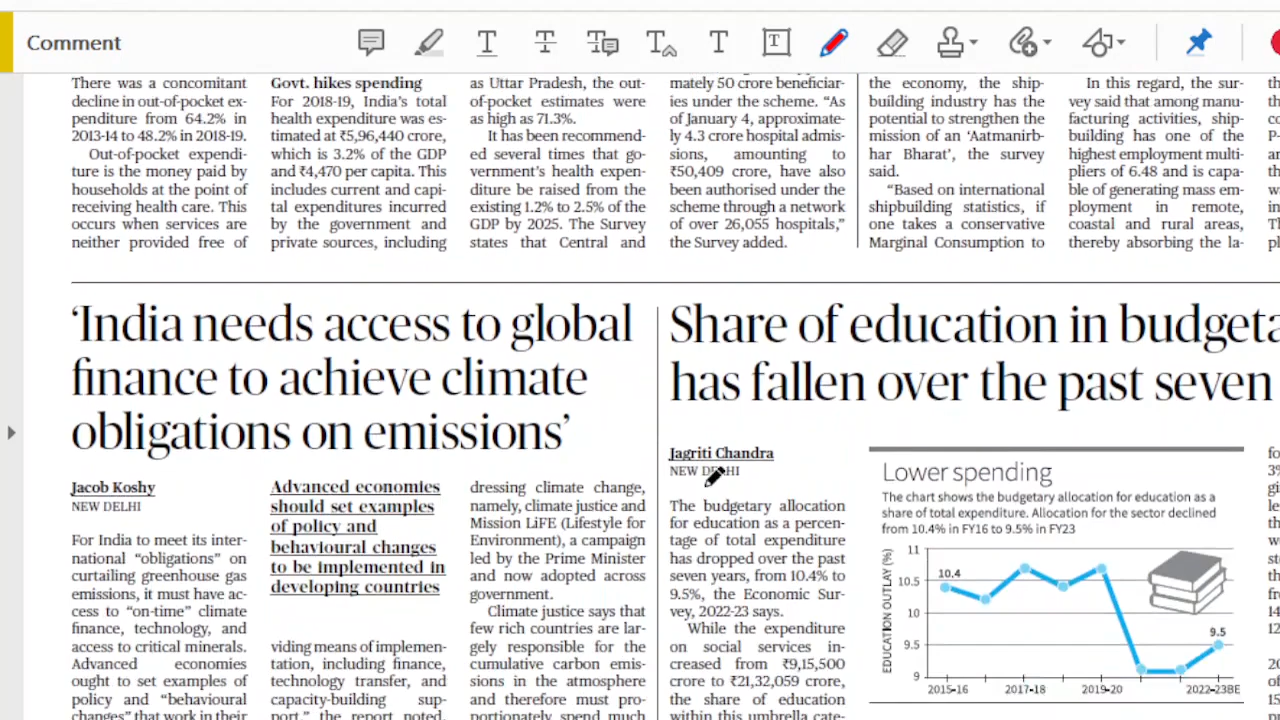 Comment
There was a concomitant
decline in out-of-pocket ex-
penditure from 64.2% in
2013-14 to 48.2% in 2018-19.
Out-of-pocket expendi-
ture is the money paid by
households at the point of
receiving health care. This
occurs when services are
neither provided free of
Govt. hikes spending
For 2018-19, India's total
health expenditure was es-
timated at ₹5,96,440 crore,
which is 3.2% of the GDP
and ₹4,470 per capita. This
includes current and capi-
tal expenditures incurred
by the government and
private sources, including
as Uttar Pradesh, the out-
of-pocket estimates were
as high as 71.3%.
It has been recommend-
ed several times that go-
vernment's health expen-
diture be raised from the
existing 1.2% to 2.5% of the
GDP by 2025. The Survey
states that Central and
mately 50 crore beneficiar-
ies under the scheme. “As
of January 4, approximate-
ly 4.3 crore hospital admis-
sions, amounting to
₹50,409 crore, have also
been authorised under the
scheme through a network
of over 26,055 hospitals,”
the Survey added.
the economy, the ship-
building industry has the
potential to strengthen the
mission of an ‘Aatmanirb-
har Bharat’, the survey
said.
“Based on international
shipbuilding statistics, if
one takes a conservative
Marginal Consumption to
In this regard, the sur-
vey said that among manu-
facturing activities, ship-
building has one of the
highest employment multi-
pliers of 6.48 and is capa-
ble of generating mass em-
ployment in remote,
coastal and rural areas,
thereby absorbing the la-
‘India needs access to global
finance to achieve climate
obligations on emissions’
Jacob Koshy
NEW DELHI
For India to meet its inter-
national “obligations” on
curtailing greenhouse gas
emissions, it must have ac-
cess to “on-time” climate
finance, technology, and
access to critical minerals.
Advanced economies
ought to set examples of
policy and “behavioural
changes” that work in their
Advanced economies
should set examples
of policy and
behavioural changes
to be implemented in
developing countries
viding means of implemen-
tation, including finance,
technology transfer, and
capacity-building sup-
port,” the report noted.
dressing climate change,
namely, climate justice and
Mission LiFE (Lifestyle for
Environment), a campaign
led by the Prime Minister
and now adopted across
government.
Climate justice says that
few rich countries are lar-
gely responsible for the
cumulative carbon emis-
sions in the atmosphere
and therefore must pro-
portionately spend much
Share of education in budgeta
has fallen over the past seven
Jagriti Chandra
NEW DELHI
The budgetary allocation
for education as a percen-
tage of total expenditure
has dropped over the past
seven years, from 10.4% to
9.5%, the Economic Sur-
vey, 2022-23 says.
While the expenditure
on social services in-
creased from ₹9,15,500
crore to ₹21,32,059 crore,
the share of education
within this umbrella cate-
Lower spending
The chart shows the budgetary allocation for education as a
share of total expenditure. Allocation for the sector declined
from 10.4% in FY16 to 9.5% in FY23
EDUCATION OUTLAY (%)
11
10.5
10
9.5
9
10.4
9.5
2015-16 2017-18 2019-20 2022-23BE